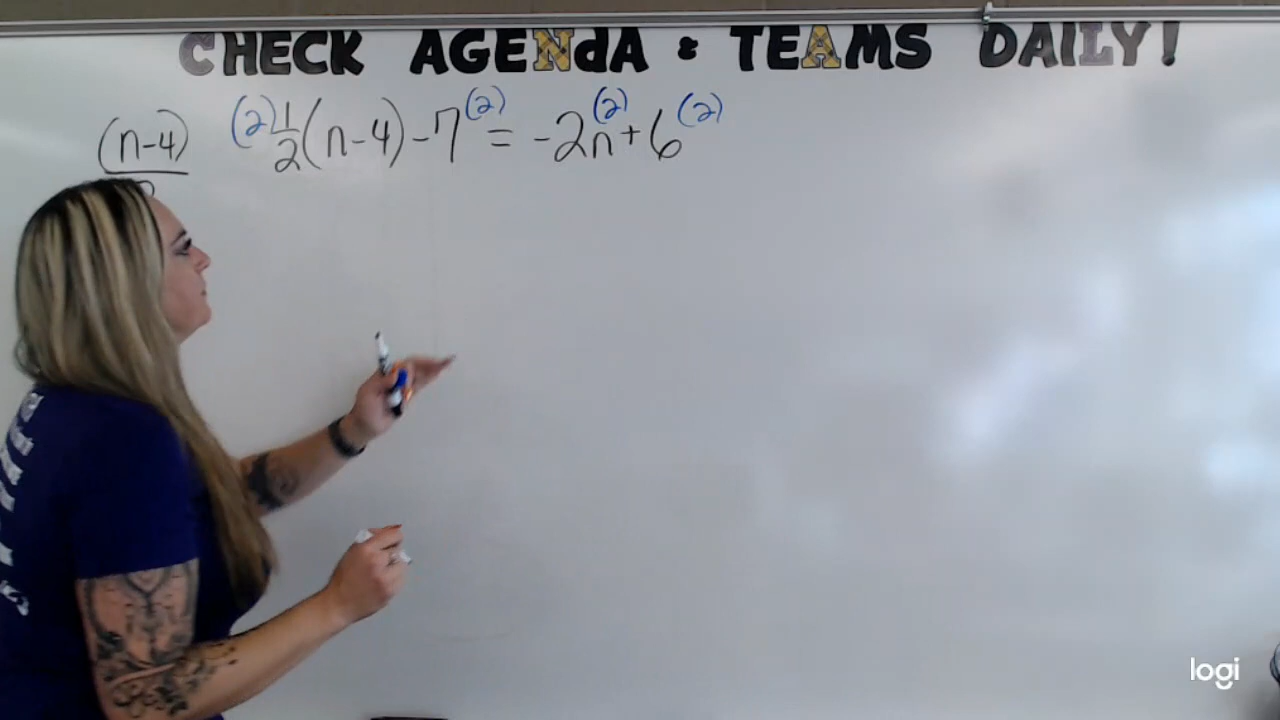 CHECK AGENdA & TEAMS DAILY!
(n-4)
(2) 1/2 (n-4) - 7 (2) = -2n (2) + 6 (2)
logi